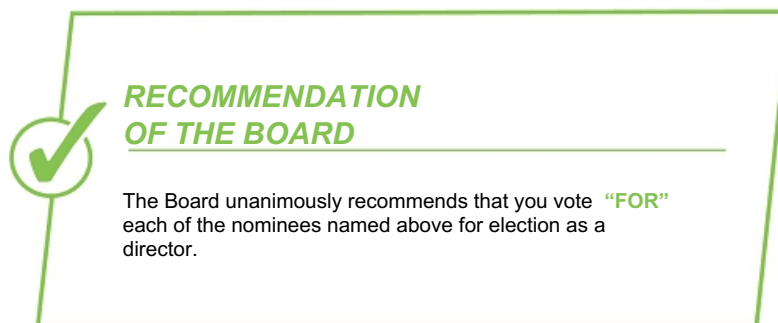 RECOMMENDATION
OF THE BOARD
The Board unanimously recommends that you vote “FOR”
each of the nominees named above for election as a
director.